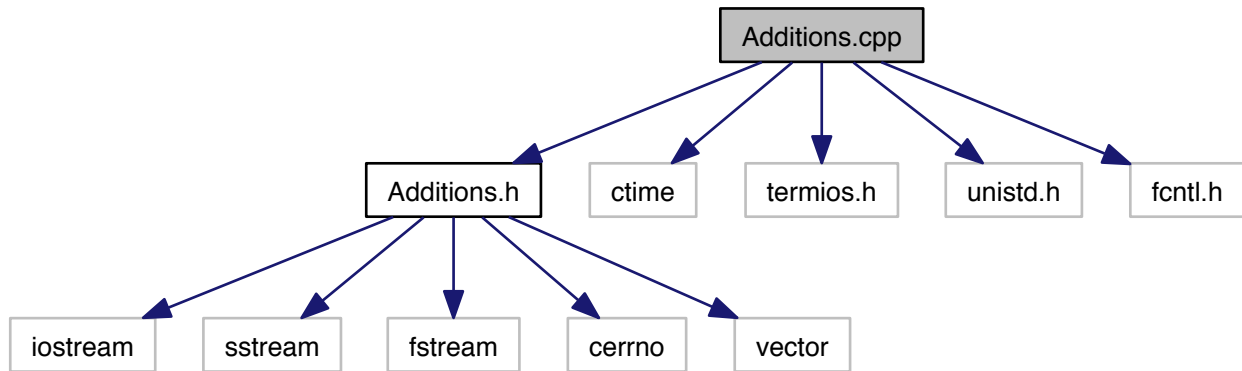 Additions.cpp
Additions.h
ctime
termios.h
unistd.h
fcntl.h
iostream
sstream
fstream
cerrno
vector